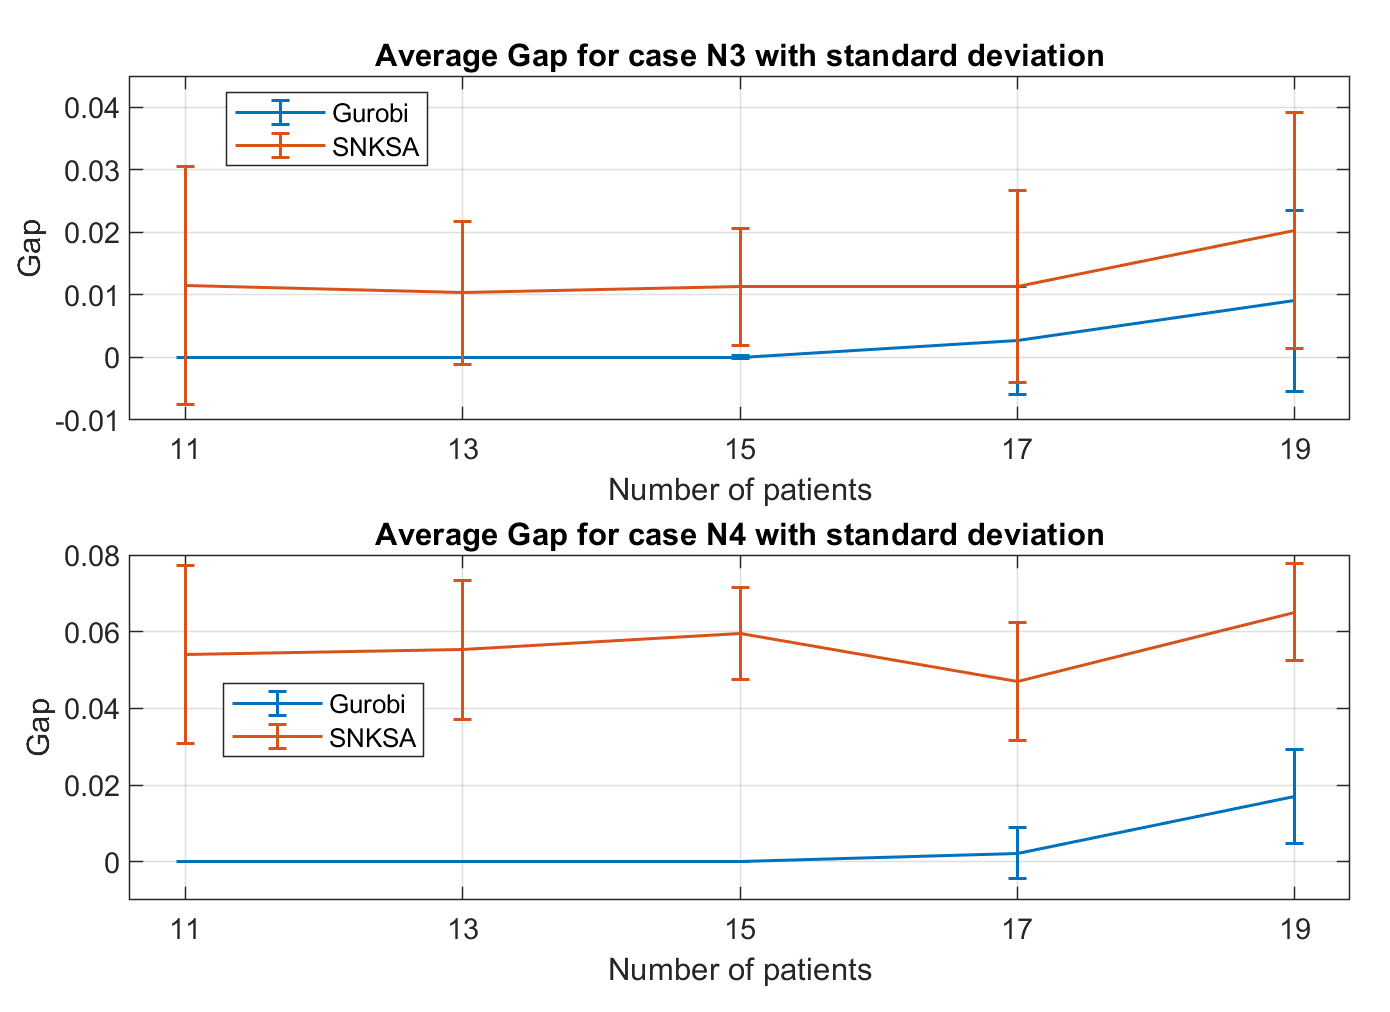 Average Gap for case N3 with standard deviation
Gurobi
SNKSA
0.04
0.03
0.02
0.01
0
-0.01
Gap
11 13 15 17 19
Number of patients
Average Gap for case N4 with standard deviation
Gurobi
SNKSA
0.08
0.06
0.04
0.02
0
Gap
11 13 15 17 19
Number of patients